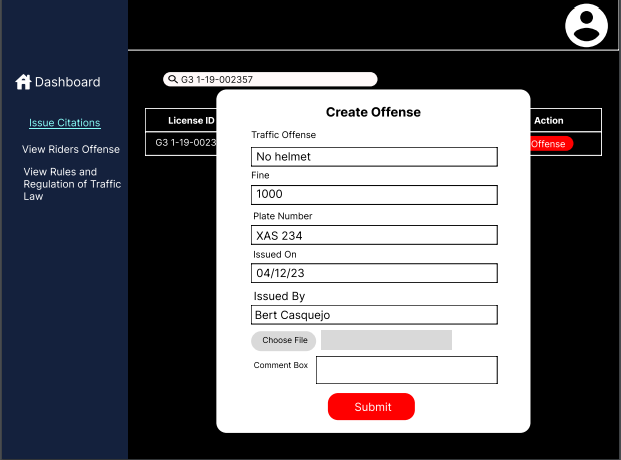 Dashboard
Issue Citations
View Riders Offense
View Rules and
Regulation of Traffic
Law
G3 1-19-002357
License ID
Action
G3 1-19-0023
Offense
Create Offense
Traffic Offense
No helmet
Fine
1000
Plate Number
XAS 234
Issued On
04/12/23
Issued By
Bert Casquejo
Choose File
Comment Box
Submit